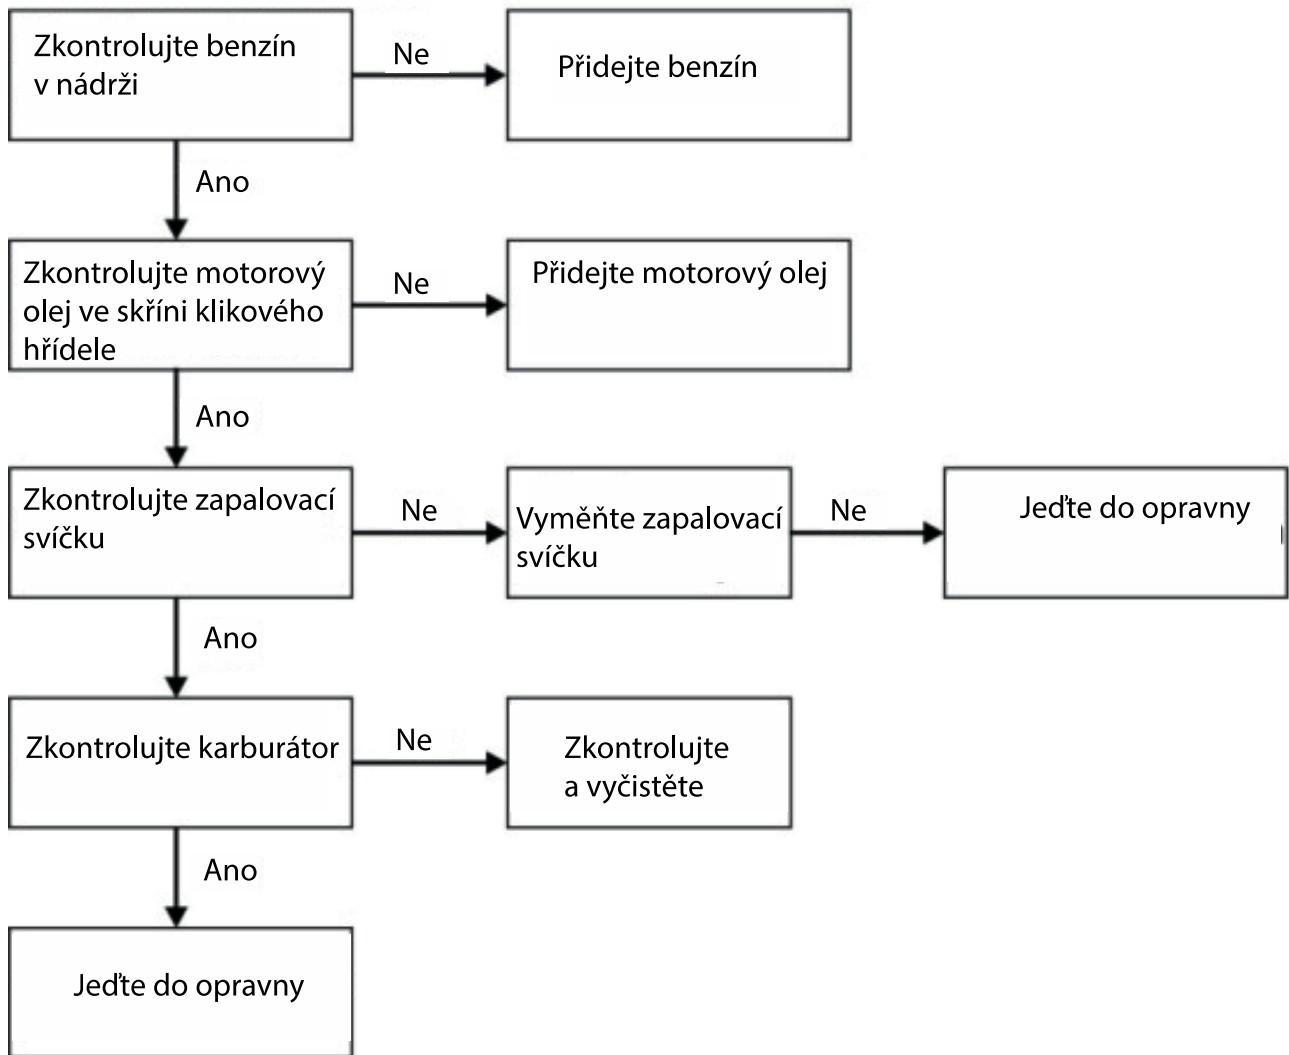 Zkontrolujte benzín
v nádrži
Ne
Přidejte benzín
Ano
Zkontrolujte motorový
olej ve skříni klikového
hřídele
Ne
Přidejte motorový olej
Ano
Zkontrolujte zapalovací
svíčku
Ne
Vyměňte zapalovací
svíčku
Ne
Jeďte do opravny
Ano
Zkontrolujte karburátor
Ne
Zkontrolujte
a vyčistěte
Ano
Jeďte do opravny